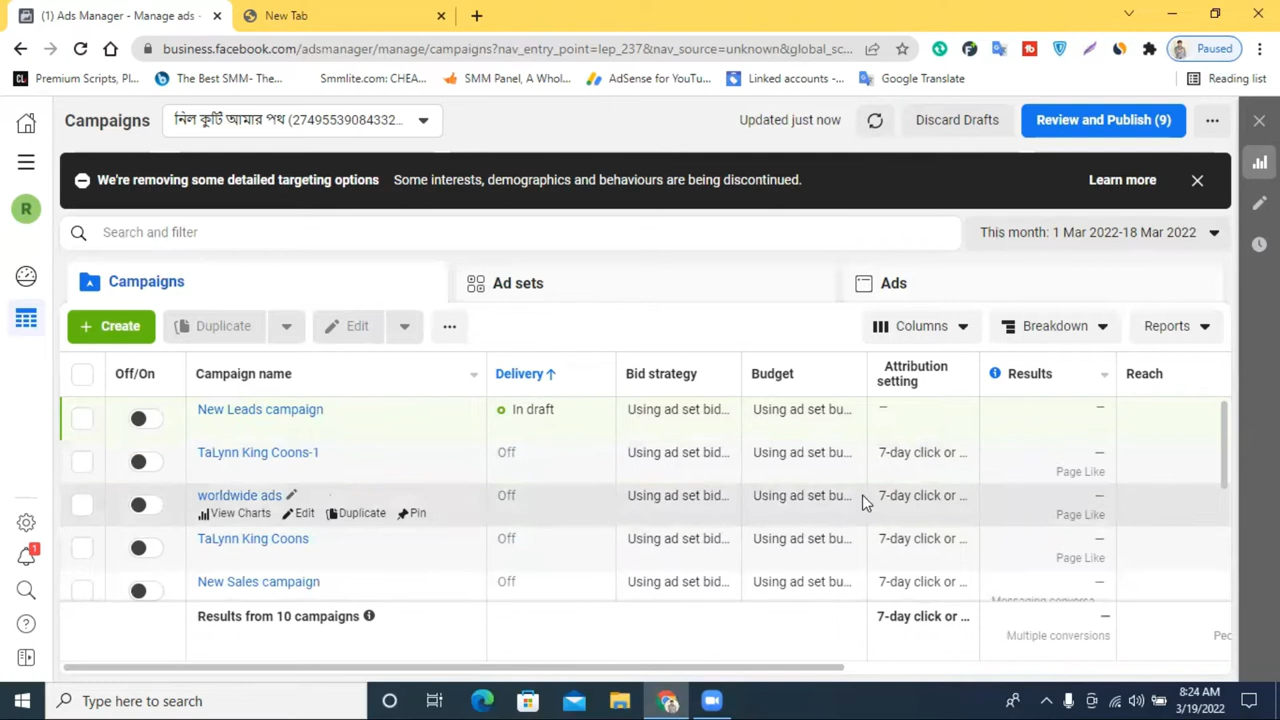 (1) Ads Manager - Manage ads -
New Tab
business.facebook.com/adsmanager/manage/campaigns?nav_entry_point=lep_237&nav_source=unknown&global_sc...
Paused
Premium Scripts, Pl...
The Best SMM- The...
Smmlite.com: CHEA...
SMM Panel, A Whol...
AdSense for YouTu...
Linked accounts -...
Google Translate
Reading list
Campaigns
নিল কুটি আমার পথ (27495539084332...
Updated just now
Discard Drafts
Review and Publish (9)
We're removing some detailed targeting options
Some interests, demographics and behaviours are being discontinued.
Learn more
R
Search and filter
This month: 1 Mar 2022-18 Mar 2022
Campaigns
Ad sets
Ads
+ Create
Duplicate
Edit
Columns
Breakdown
Reports
Off/On
Campaign name
Delivery↑
Bid strategy
Budget
Attribution
setting
Results
Reach
New Leads campaign
In draft
Using ad set bid...
Using ad set bu...
—
—
TaLynn King Coons-1
Off
Using ad set bid...
Using ad set bu...
7-day click or ...
—
Page Like
worldwide ads
Off
Using ad set bid...
Using ad set bu...
7-day click or ...
—
View Charts
Edit
Duplicate
Pin
Page Like
TaLynn King Coons
Off
Using ad set bid...
Using ad set bu...
7-day click or ...
—
Page Like
New Sales campaign
Off
Using ad set bid...
Using ad set bu...
7-day click or ...
—
Results from 10 campaigns
7-day click or ...
—
Multiple conversions
1
Type here to search
8:24 AM
3/19/2022